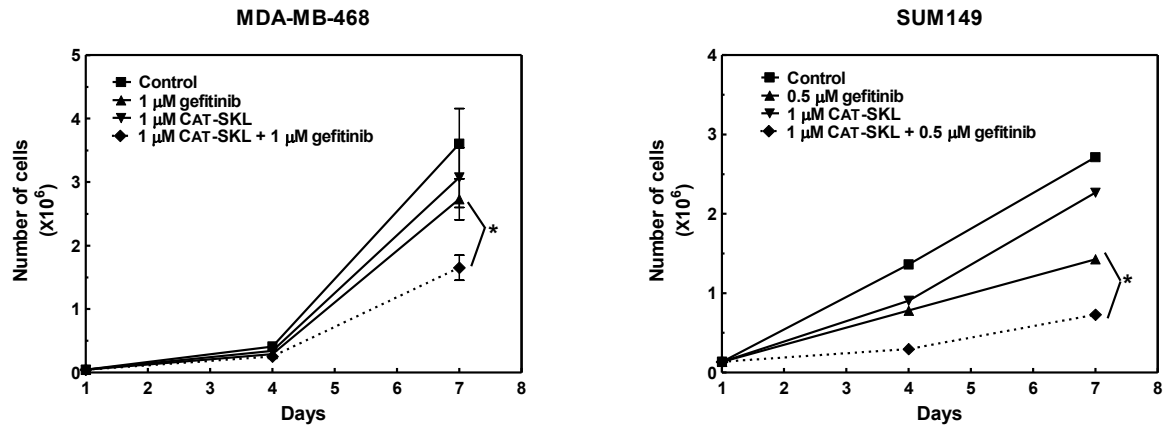 MDA-MB-468
5
4
3
2
1
0
Number of cells
(X10⁶)
Control
1 µM gefitinib
1 µM CAT-SKL
1 µM CAT-SKL + 1 µM gefitinib
*
1 2 3 4 5 6 7 8
Days
SUM149
4
3
2
1
0
Number of cells
(X10⁶)
Control
0.5 µM gefitinib
1 µM CAT-SKL
1 µM CAT-SKL + 0.5 µM gefitinib
*
1 2 3 4 5 6 7 8
Days